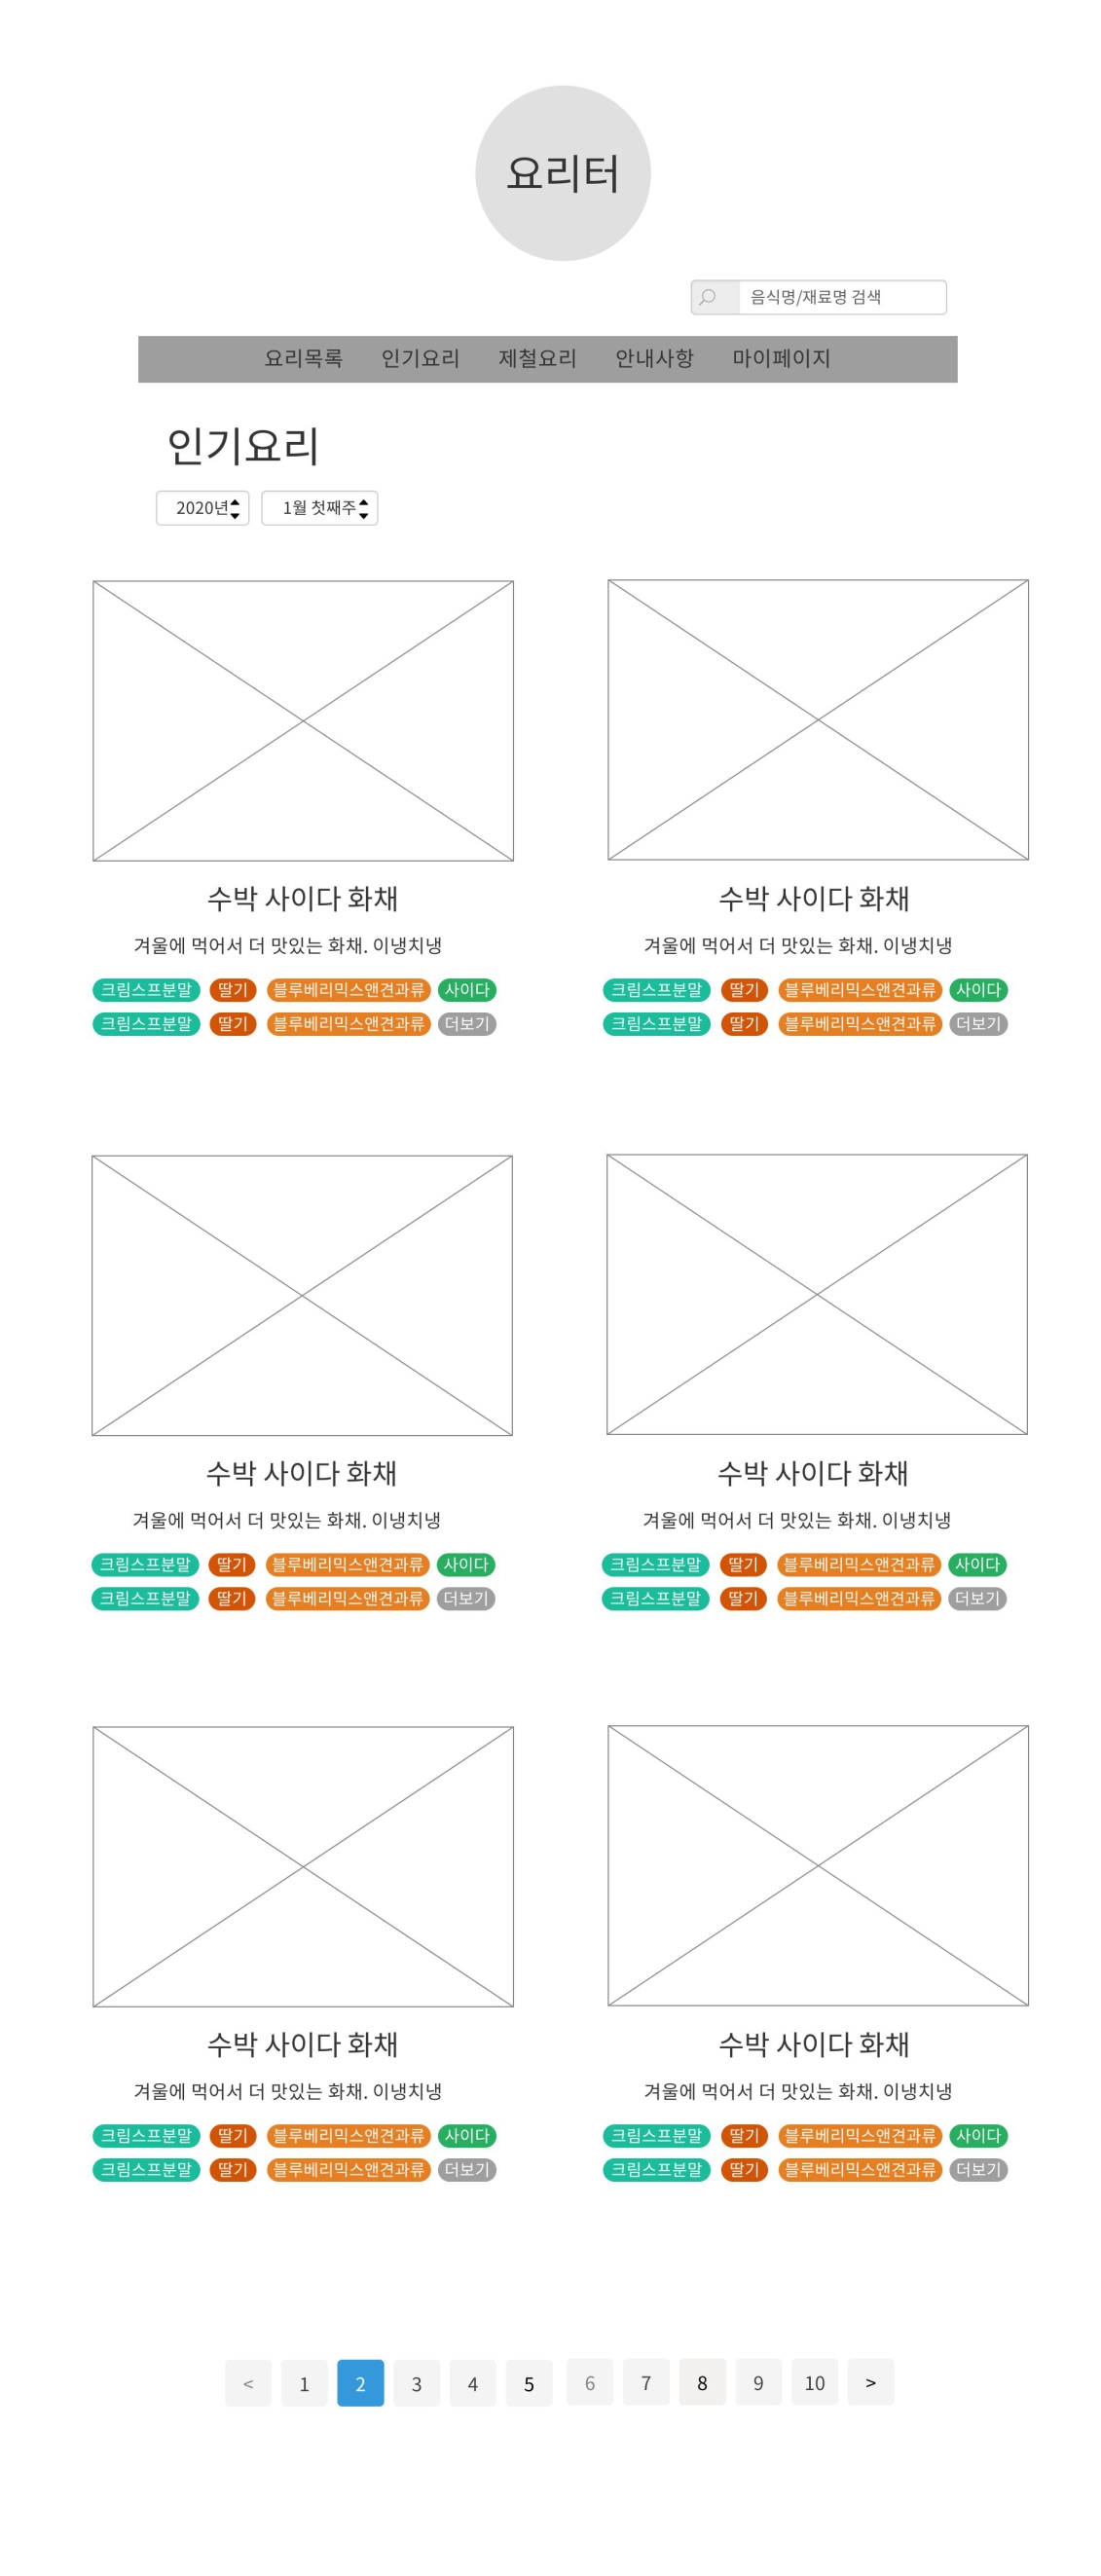 요리터
음식명/재료명 검색
요리목록 인기요리 제철요리 안내사항 마이페이지
인기요리
2020년 1월 첫째주
수박 사이다 화채 수박 사이다 화채
겨울에 먹어서 더 맛있는 화채. 이냉치냉 겨울에 먹어서 더 맛있는 화채. 이냉치냉
크림스프분말 딸기 블루베리믹스앤견과류 사이다 크림스프분말 딸기 블루베리믹스앤견과류 사이다
크림스프분말 딸기 블루베리믹스앤견과류 더보기 크림스프분말 딸기 블루베리믹스앤견과류 더보기
수박 사이다 화채 수박 사이다 화채
겨울에 먹어서 더 맛있는 화채. 이냉치냉 겨울에 먹어서 더 맛있는 화채. 이냉치냉
크림스프분말 딸기 블루베리믹스앤견과류 사이다 크림스프분말 딸기 블루베리믹스앤견과류 사이다
크림스프분말 딸기 블루베리믹스앤견과류 더보기 크림스프분말 딸기 블루베리믹스앤견과류 더보기
수박 사이다 화채 수박 사이다 화채
겨울에 먹어서 더 맛있는 화채. 이냉치냉 겨울에 먹어서 더 맛있는 화채. 이냉치냉
크림스프분말 딸기 블루베리믹스앤견과류 사이다 크림스프분말 딸기 블루베리믹스앤견과류 사이다
크림스프분말 딸기 블루베리믹스앤견과류 더보기 크림스프분말 딸기 블루베리믹스앤견과류 더보기
< 1 2 3 4 5 6 7 8 9 10 >